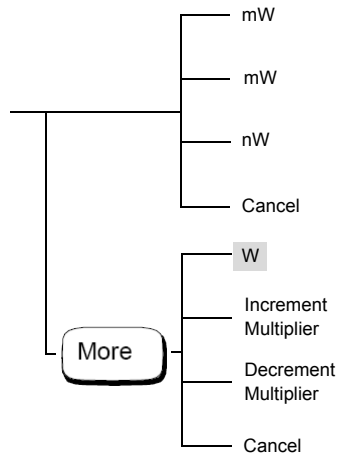 mW
mW
nW
Cancel
W
Increment
Multiplier
More
Decrement
Multiplier
Cancel